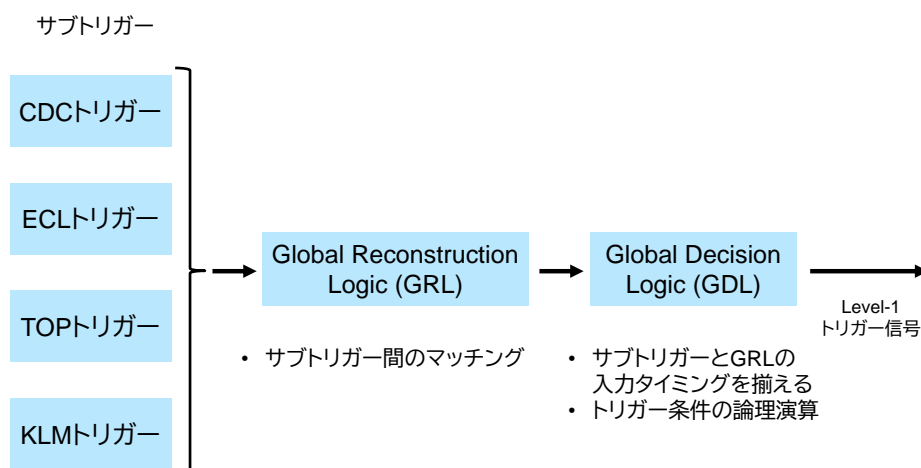 サブトリガー
CDCトリガー
ECLトリガー
TOPトリガー
KLMトリガー
Global Reconstruction
Logic (GRL)
• サブトリガー間のマッチング
Global Decision
Logic (GDL)
• サブトリガーとGRLの
入力タイミングを揃える
• トリガー条件の論理演算
Level-1
トリガー信号